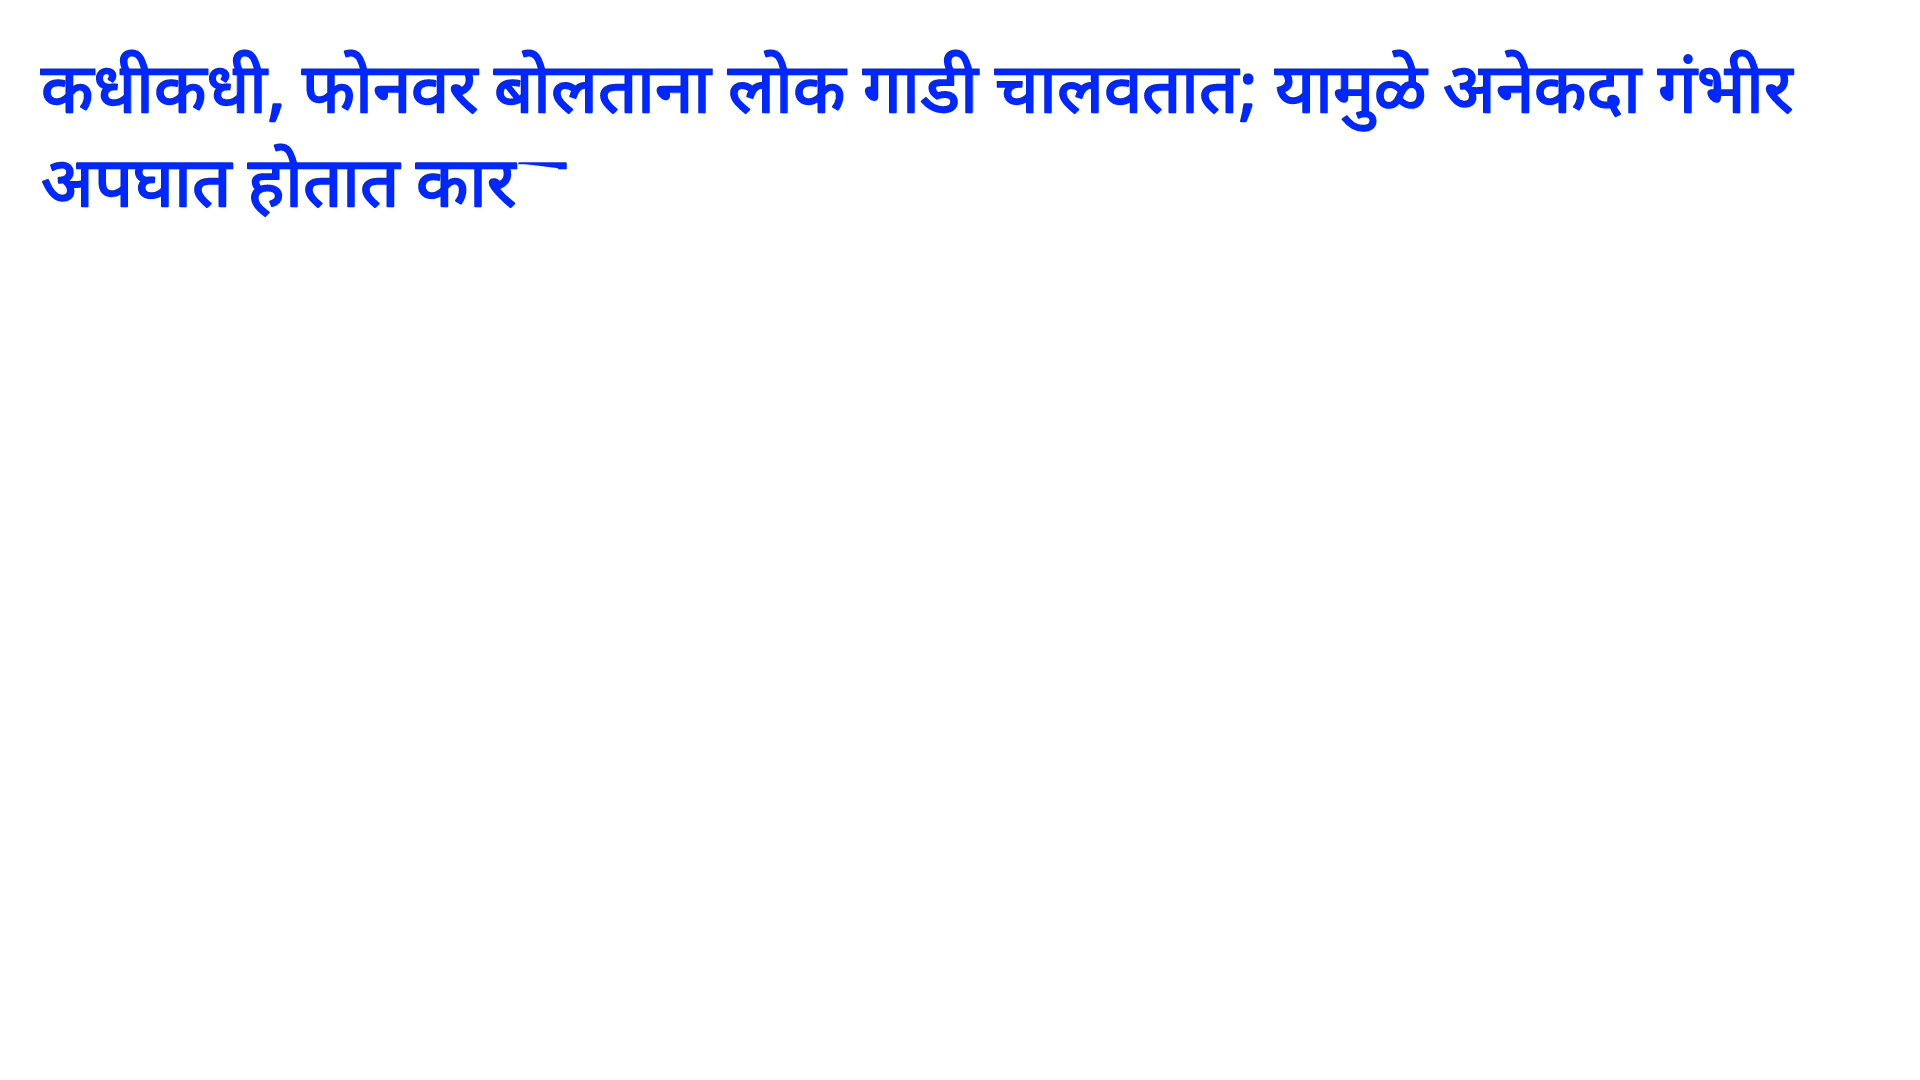 कधीकधी, फोनवर बोलताना लोक गाडी चालवतात; यामुळे अनेकदा गंभीर
अपघात होतात